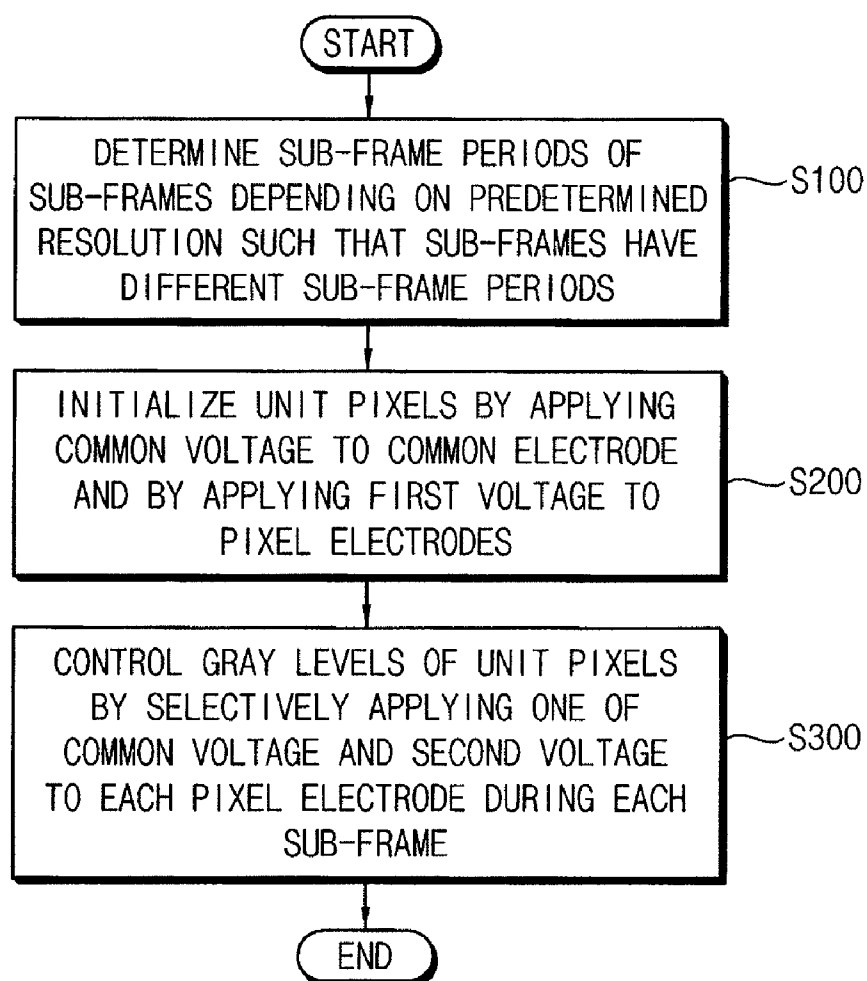 START
DETERMINE SUB-FRAME PERIODS OF
SUB-FRAMES DEPENDING ON PREDETERMINED
RESOLUTION SUCH THAT SUB-FRAMES HAVE
DIFFERENT SUB-FRAME PERIODS
S100
INITIALIZE UNIT PIXELS BY APPLYING
COMMON VOLTAGE TO COMMON ELECTRODE
AND BY APPLYING FIRST VOLTAGE TO
PIXEL ELECTRODES
S200
CONTROL GRAY LEVELS OF UNIT PIXELS
BY SELECTIVELY APPLYING ONE OF
COMMON VOLTAGE AND SECOND VOLTAGE
TO EACH PIXEL ELECTRODE DURING EACH
SUB-FRAME
S300
END